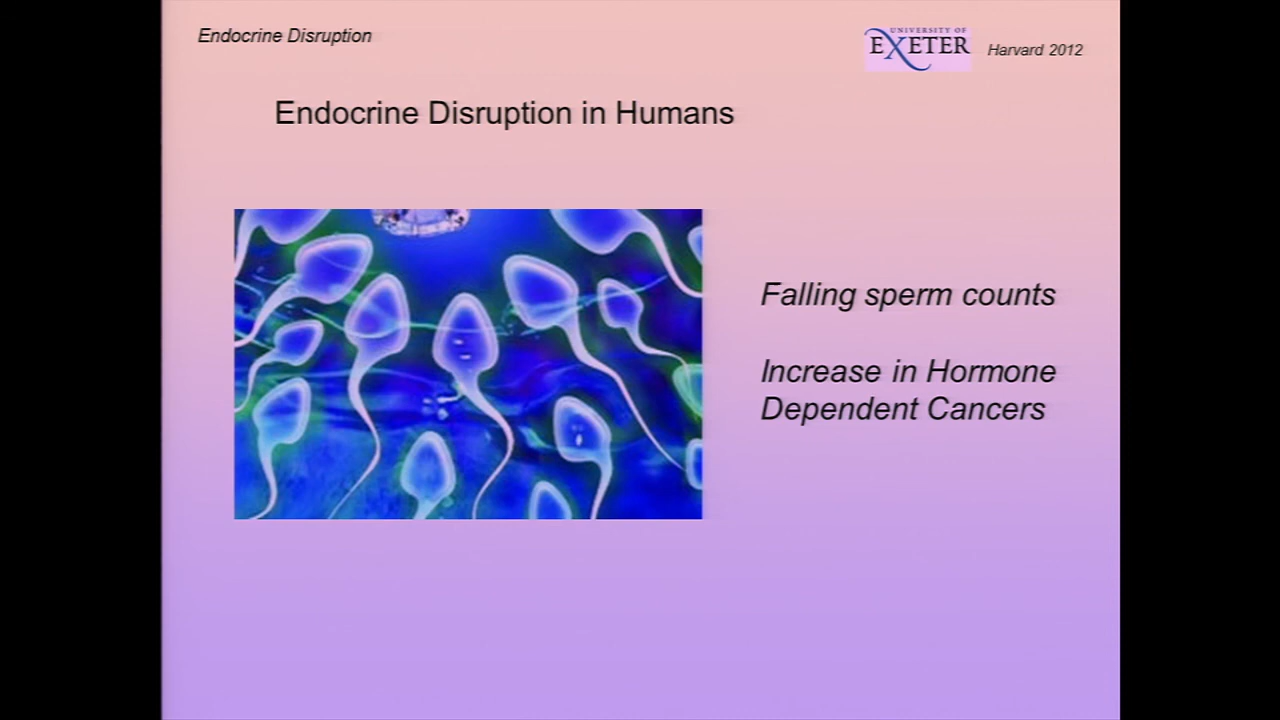 Endocrine Disruption
UNIVERSITY OF
EXETER
Harvard 2012
Endocrine Disruption in Humans
Falling sperm counts
Increase in Hormone
Dependent Cancers